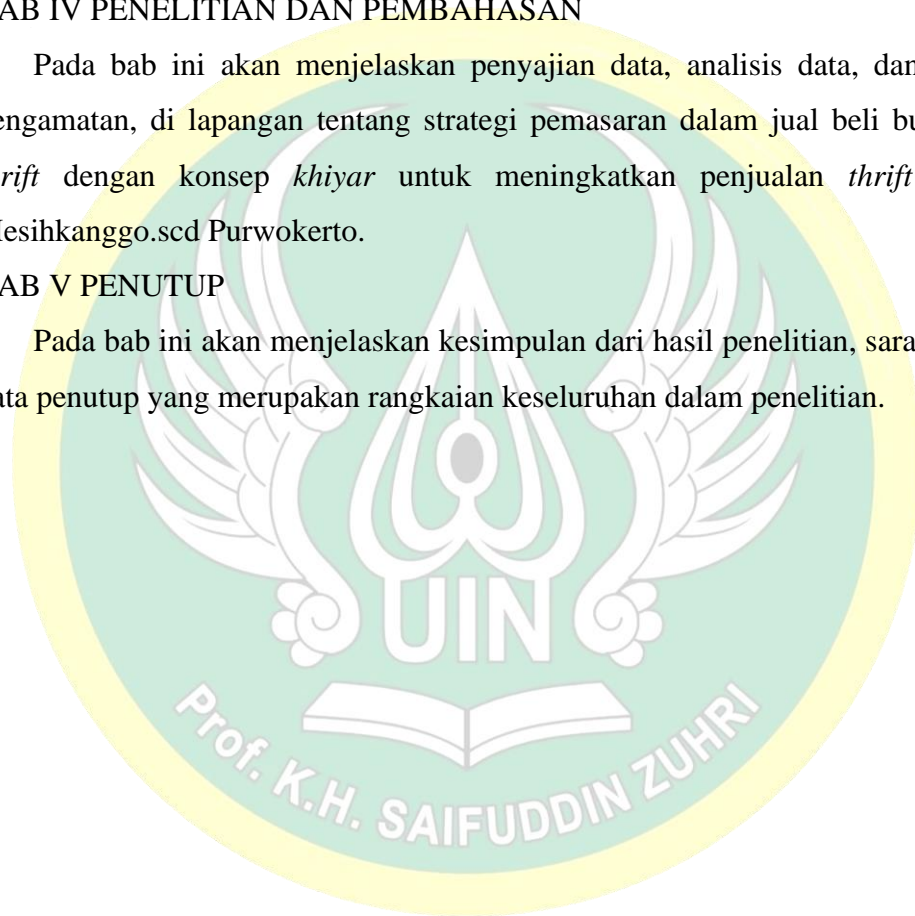 AB IV PENELITIAN DAN PEMBAHASAN
Pada bab ini akan menjelaskan penyajian data, analisis data, dan
engamatan, di lapangan tentang strategi pemasaran dalam jual beli bu
rift dengan konsep khiyar untuk meningkatkan penjualan thrift
esihkanggo.scd Purwokerto.
AB V PENUTUP
Pada bab ini akan menjelaskan kesimpulan dari hasil penelitian, sara
ata penutup yang merupakan rangkaian keseluruhan dalam penelitian.
UIN
Prof. K.H. SAIFUDDIN ZUHRI